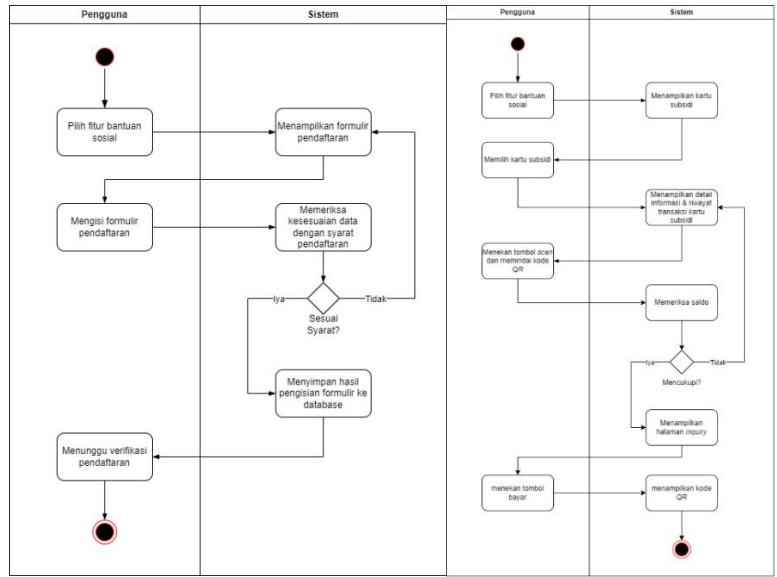 Pengguna
Sistem
Pilih fitur bantuan
sosial
Menampilkan formulir
pendaftaran
Mengisi formulir
pendaftaran
Memeriksa
kesesuaian data
dengan syarat
pendaftaran
Iya
Tidak
Sesuai
Syarat?
Menyimpan hasil
pengisian formulir ke
database
Menunggu verifikasi
pendaftaran
Pengguna
Sistem
Pilih fitur bantuan
sosial
Menampilkan kartu
subsidi
Memilih kartu subsidi
Menampilkan detail
informasi & riwayat
transaksi kartu
subsidi
Menekan tombol scan
dan memindai kode
QR
Memeriksa saldo
Iya
Tidak
Mencukupi?
Menampilkan
halaman inquiry
menekan tombol
bayar
menampilkan kode
QR